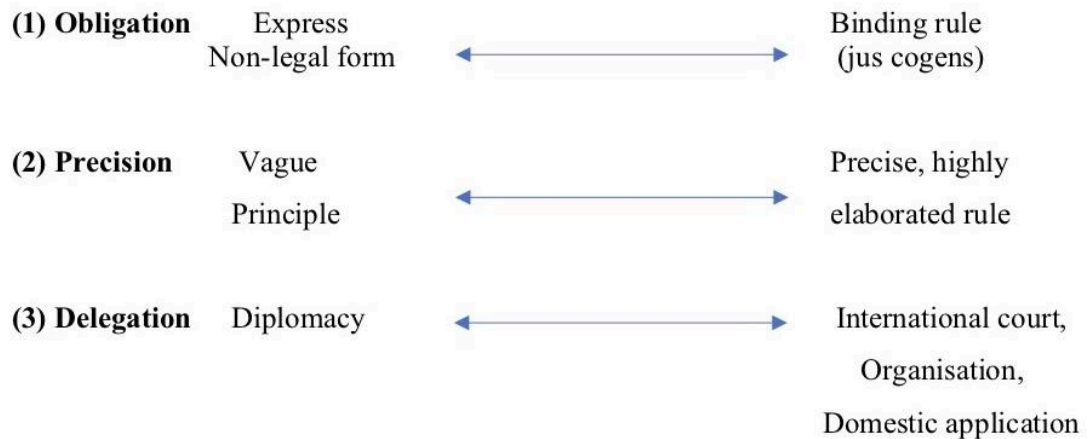 (1) Obligation Express Binding rule
Non-legal form (jus cogens)
(2) Precision Vague Precise, highly
Principle elaborated rule
(3) Delegation Diplomacy International court,
Organisation,
Domestic application